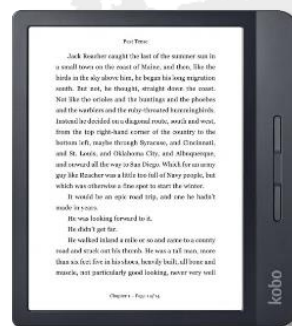 Past Tense
Jack Reacher caught the last of the summer sun in
a small town on the coast of Maine, and then, like the
birds in the sky above him, he began his long migration
south. But not, he thought, straight down the coast.
Not like the orioles and the buntings and the phoebes
and the warblers and the ruby-throated hummingbirds.
Instead he decided on a diagonal route, south and west,
from the top right-hand corner of the country to the
bottom left, maybe through Syracuse, and Cincinnati,
and St. Louis, and Oklahoma City, and Albuquerque,
and onward all the way to San Diego. Which for an army
guy like Reacher was a little too full of Navy people, but
which was otherwise a fine spot to start the winter.
It would be an epic road trip, and one he hadn't
made in years.
He was looking forward to it.
He didn't get far.
He walked inland a mile or so and came to a county
road and stuck out his thumb. He was a tall man, more
than six feet five in his shoes, heavily built, all bone and
muscle, not particularly good looking, never very well
Chapter 1 - Page
kobo